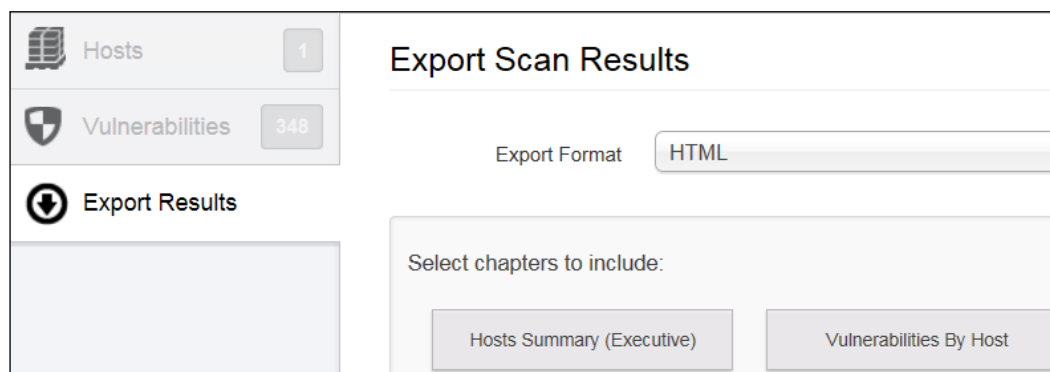 Hosts 1
Vulnerabilities 348
Export Results
Export Scan Results
Export Format HTML
Select chapters to include:
Hosts Summary (Executive) Vulnerabilities By Host